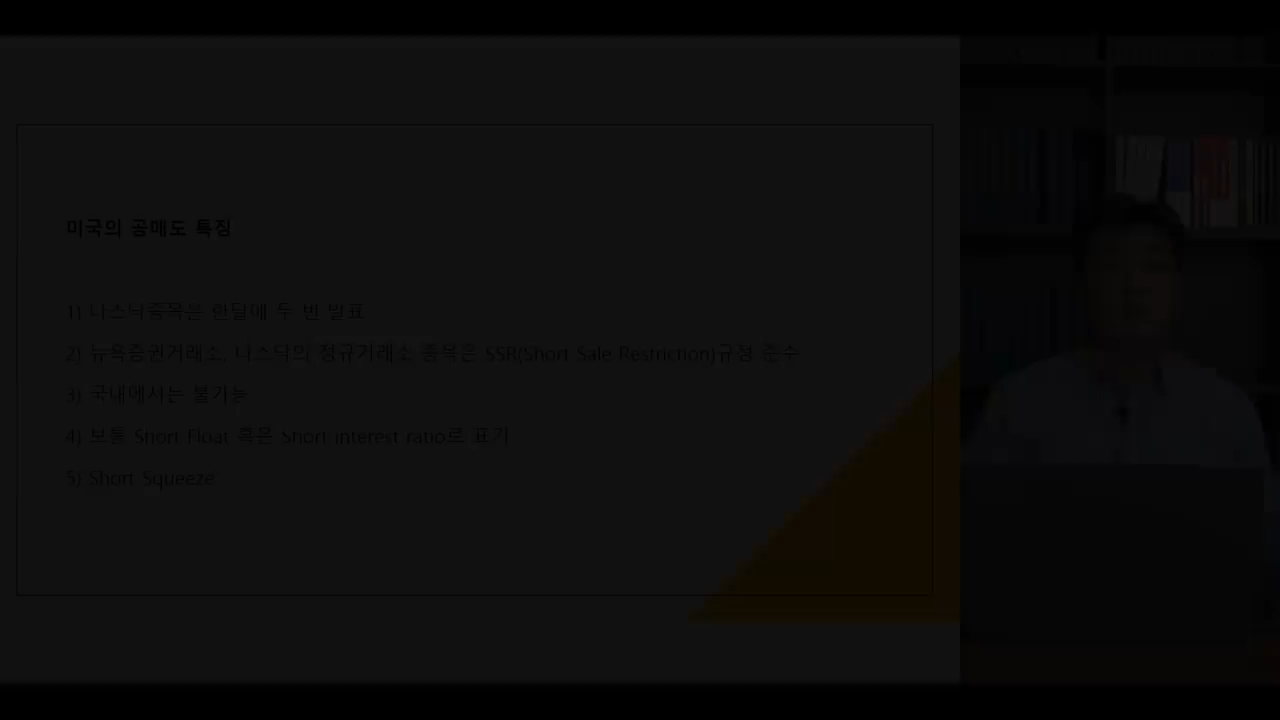 미국의 공매도 특징
1) 나스닥종목은 한달에 두 번 발표
2) 뉴욕증권거래소, 나스닥의 정규거래소 종목은 SSR(Short Sale Restriction)규정 준수
3) 국내에서는 불가능
4) 보통 Short Float 혹은 Short interest ratio로 표기
5) Short Squeeze